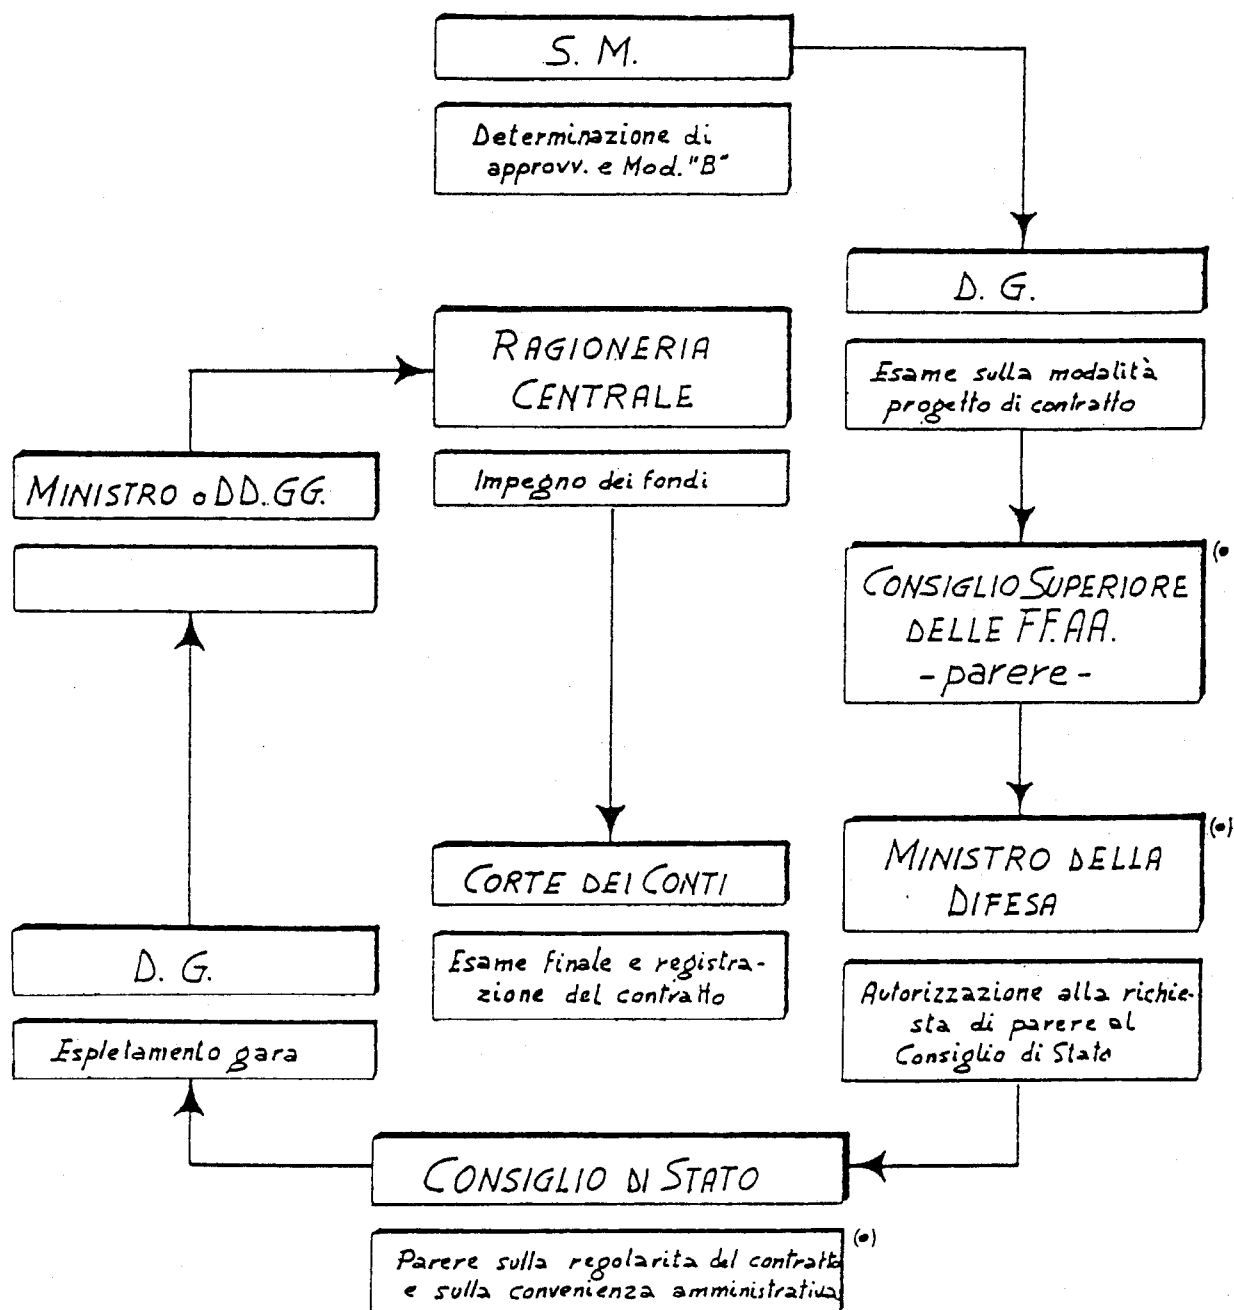 S. M.
Determinazione di
approvv. e Mod. "B"
D. G.
Esame sulla modalità
progetto di contratto
CONSIGLIO SUPERIORE
DELLE FF.AA.
- parere -
(•
MINISTRO DELLA
DIFESA
(•)
Autorizzazione alla richie-
sta di parere al
Consiglio di Stato
CONSIGLIO DI STATO
(•)
Parere sulla regolarita del contratto
e sulla convenienza amministrativa
D. G.
Espletamento gara
MINISTRO o DD.GG.
RAGIONERIA
CENTRALE
Impegno dei fondi
CORTE DEI CONTI
Esame finale e registra-
zione del contratto